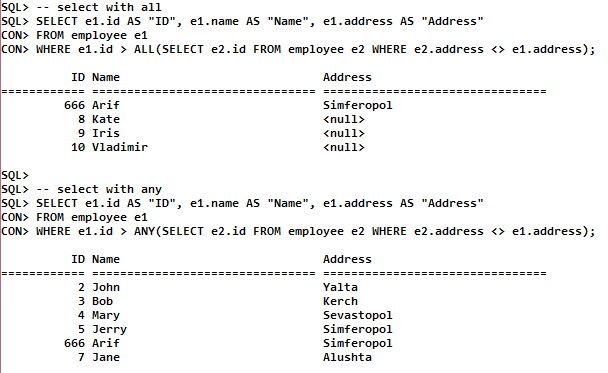 SQL> -- select with all
SQL> SELECT e1.id AS "ID", e1.name AS "Name", e1.address AS "Address"
CON> FROM employee e1
CON> WHERE e1.id > ALL(SELECT e2.id FROM employee e2 WHERE e2.address <> e1.address);
ID Name Address
============ =============================== ===============================
666 Arif Simferopol
8 Kate <null>
9 Iris <null>
10 Vladimir <null>
SQL>
SQL> -- select with any
SQL> SELECT e1.id AS "ID", e1.name AS "Name", e1.address AS "Address"
CON> FROM employee e1
CON> WHERE e1.id > ANY(SELECT e2.id FROM employee e2 WHERE e2.address <> e1.address);
ID Name Address
============ =============================== ===============================
2 John Yalta
3 Bob Kerch
4 Mary Sevastopol
5 Jerry Simferopol
666 Arif Simferopol
7 Jane Alushta